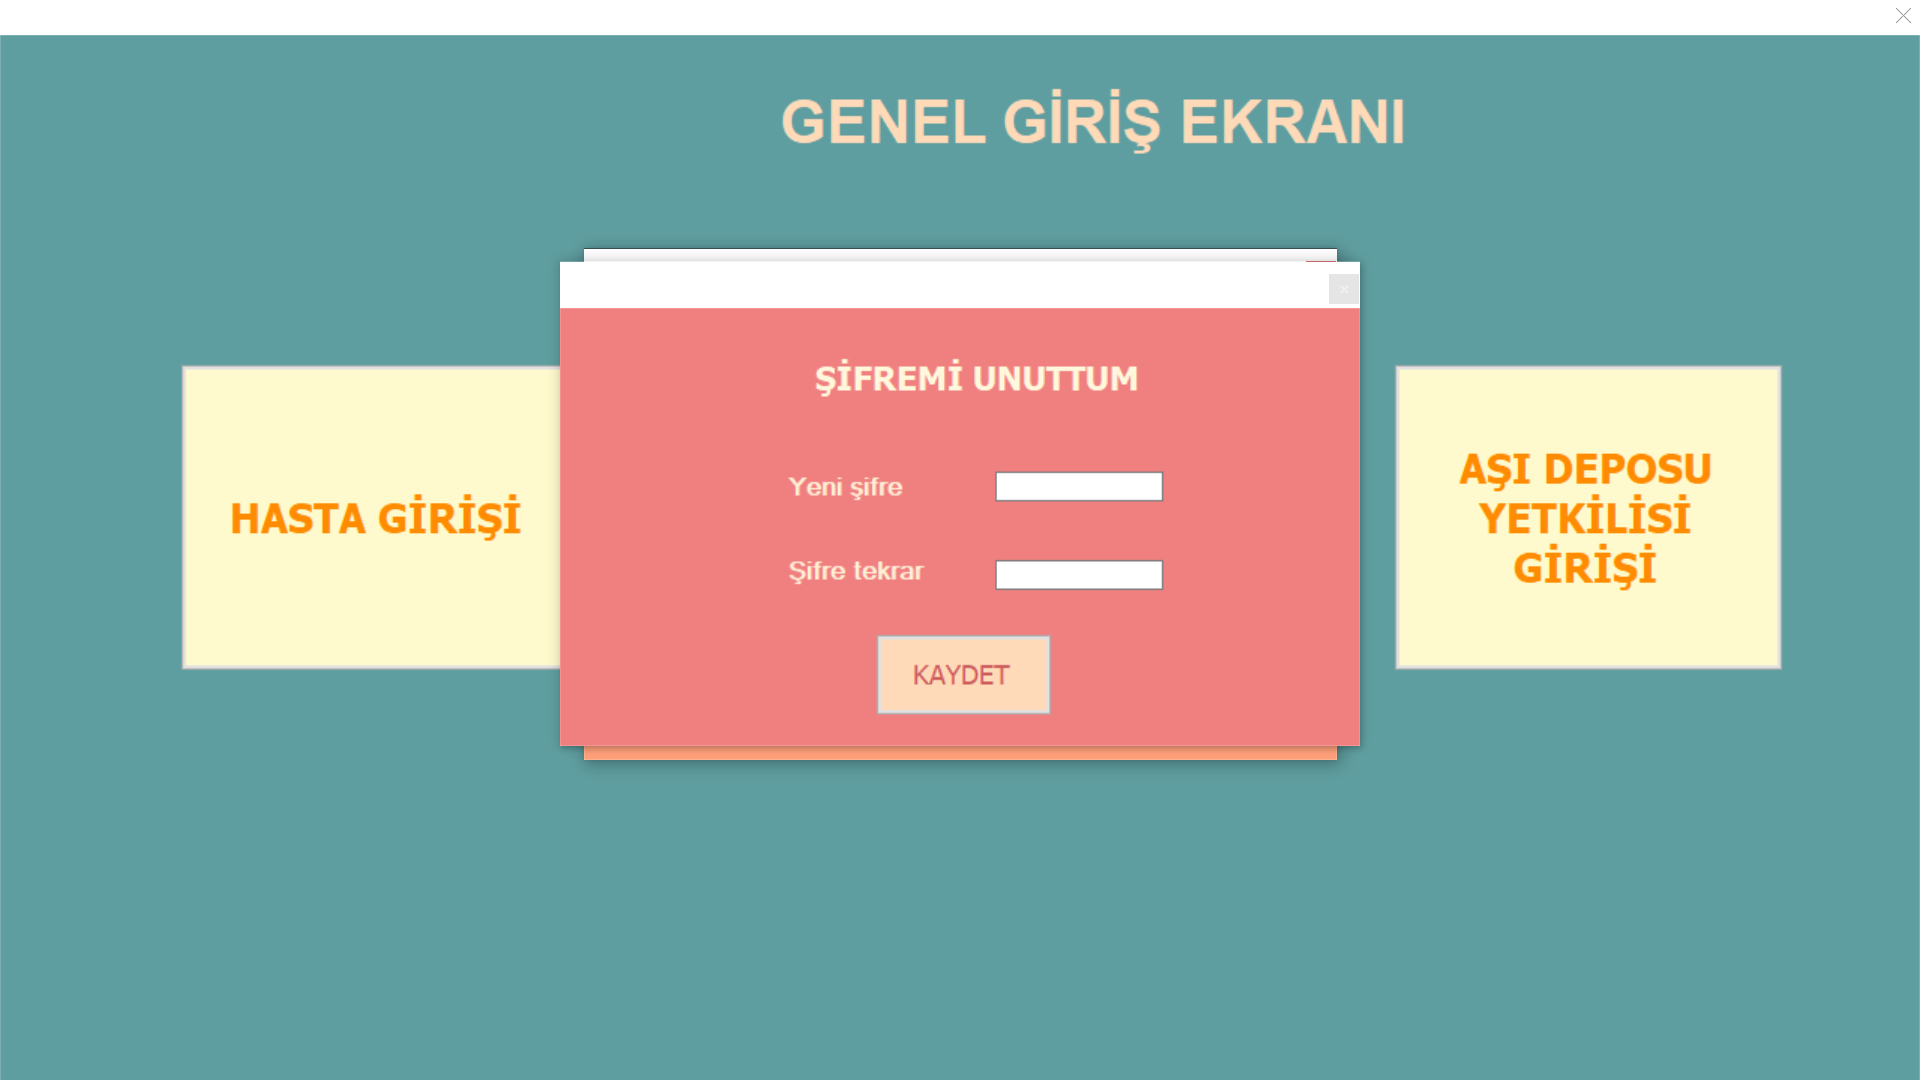 GENEL GİRİŞ EKRANI
ŞİFREMİ UNUTTUM
Yeni şifre
Şifre tekrar
KAYDET
HASTA GİRİŞİ
AŞI DEPOSU
YETKİLİSİ
GİRİŞİ